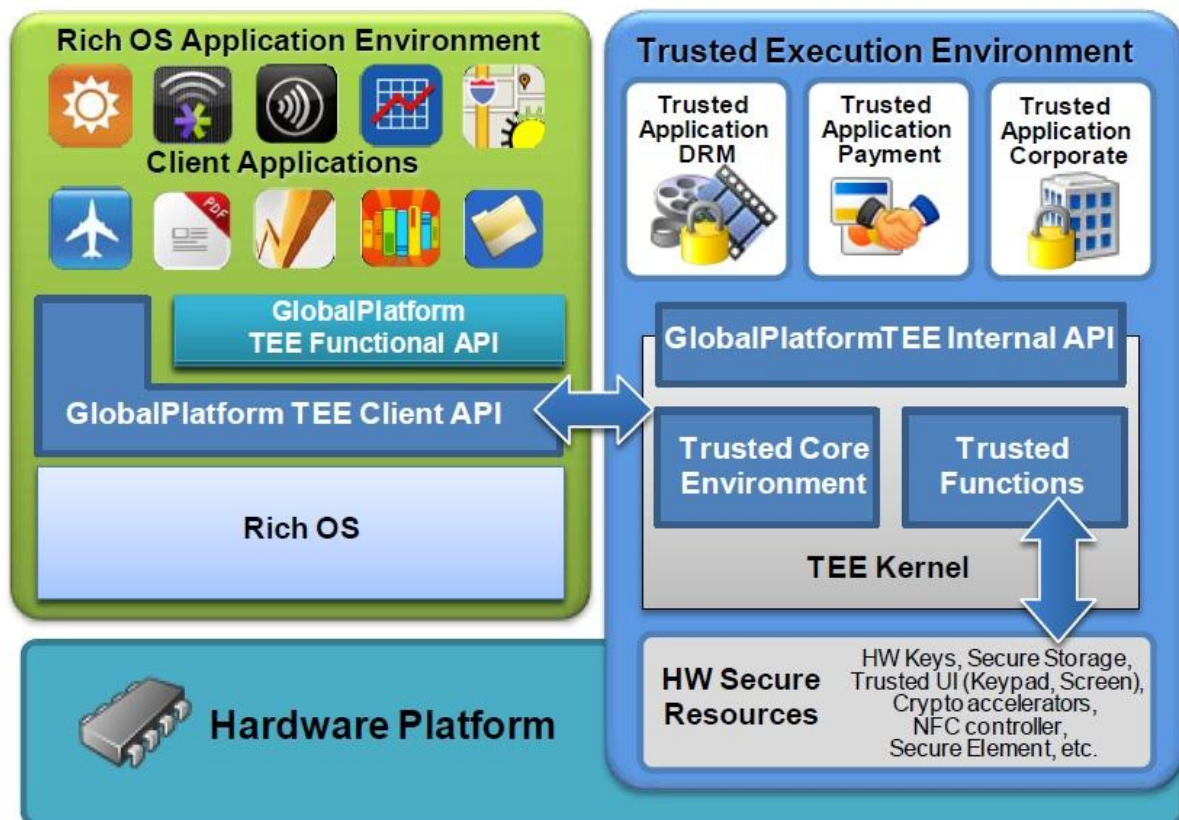 Rich OS Application Environment
Client Applications
PDF
GlobalPlatform
TEE Functional API
GlobalPlatform TEE Client API
Rich OS
Trusted Execution Environment
Trusted
Application
DRM
Trusted
Application
Payment
Trusted
Application
Corporate
GlobalPlatformTEE Internal API
Trusted Core
Environment
Trusted
Functions
TEE Kernel
HW Secure
Resources
HW Keys, Secure Storage,
Trusted UI (Keypad, Screen),
Crypto accelerators,
NFC controller,
Secure Element, etc.
Hardware Platform